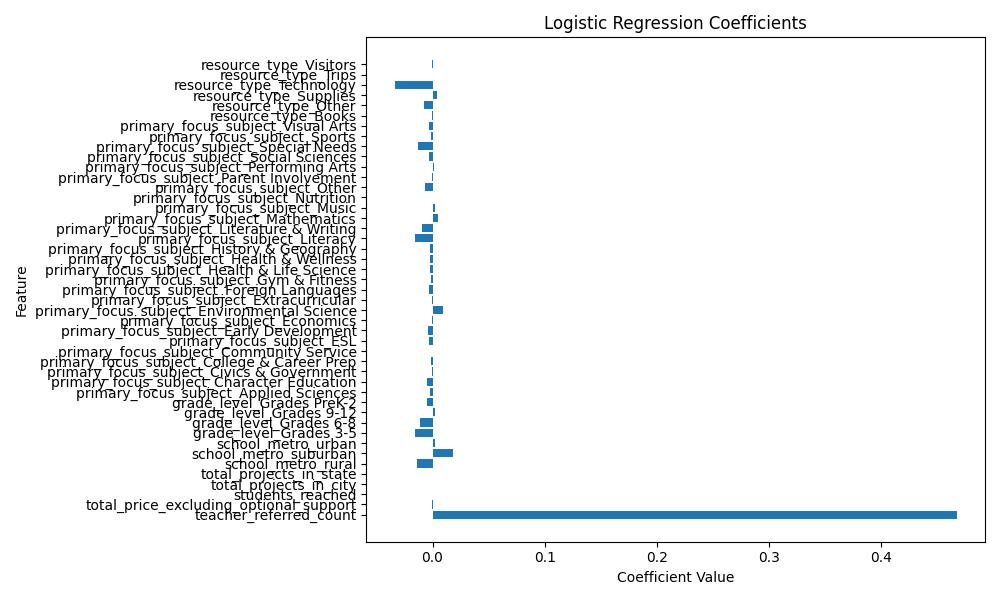 Logistic Regression Coefficients
resource_type_Visitors
resource_type_Trips
resource_type_Technology
resource_type_Supplies
resource_type_Other
resource_type_Books
primary_focus_subject_Visual Arts
primary_focus_subject_Sports
primary_focus_subject_Special Needs
primary_focus_subject_Social Sciences
primary_focus_subject_Performing Arts
primary_focus_subject_Parent Involvement
primary_focus_subject_Other
primary_focus_subject_Nutrition
primary_focus_subject_Music
primary_focus_subject_Mathematics
primary_focus_subject_Literature & Writing
primary_focus_subject_Literacy
primary_focus_subject_History & Geography
primary_focus_subject_Health & Wellness
primary_focus_subject_Health & Life Science
primary_focus_subject_Gym & Fitness
primary_focus_subject_Foreign Languages
primary_focus_subject_Extracurricular
primary_focus_subject_Environmental Science
primary_focus_subject_Economics
primary_focus_subject_Early Development
primary_focus_subject_ESL
primary_focus_subject_Community Service
primary_focus_subject_College & Career Prep
primary_focus_subject_Civics & Government
primary_focus_subject_Character Education
primary_focus_subject_Applied Sciences
grade_level_Grades PreK-2
grade_level_Grades 9-12
grade_level_Grades 6-8
grade_level_Grades 3-5
school_metro_urban
school_metro_suburban
school_metro_rural
total_projects_in_state
total_projects_in_city
students_reached
total_price_excluding_optional_support
teacher_referred_count
Feature
0.0 0.1 0.2 0.3 0.4
Coefficient Value